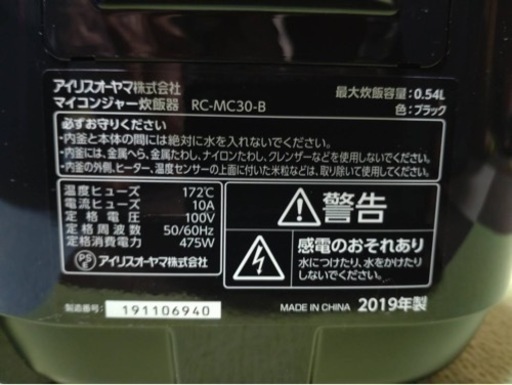 アイリスオーヤマ株式会社
マイコンジャー炊飯器 RC-MC30-B
最大炊飯容量:0.54L
色:ブラック
必ずお守りください
・内釜と本体の間には絶対に水を入れないでください。
・内釜には、金属へら、金属たわし、ナイロンたわし、クレンザーなどを使用しないでください。
・内釜の外側、ヒーター、温度センサーの上面に付いた米粒などは、取り除いて使用してください。
温度ヒューズ 172℃
電流ヒューズ 10A
定格電圧 100V
定格周波数 50/60Hz
定格消費電力 475W
PSE アイリスオーヤマ株式会社
警告
感電のおそれあり
水につけたり、水をかけたり
しないでください。
製造番号: 191106940
MADE IN CHINA 2019年製